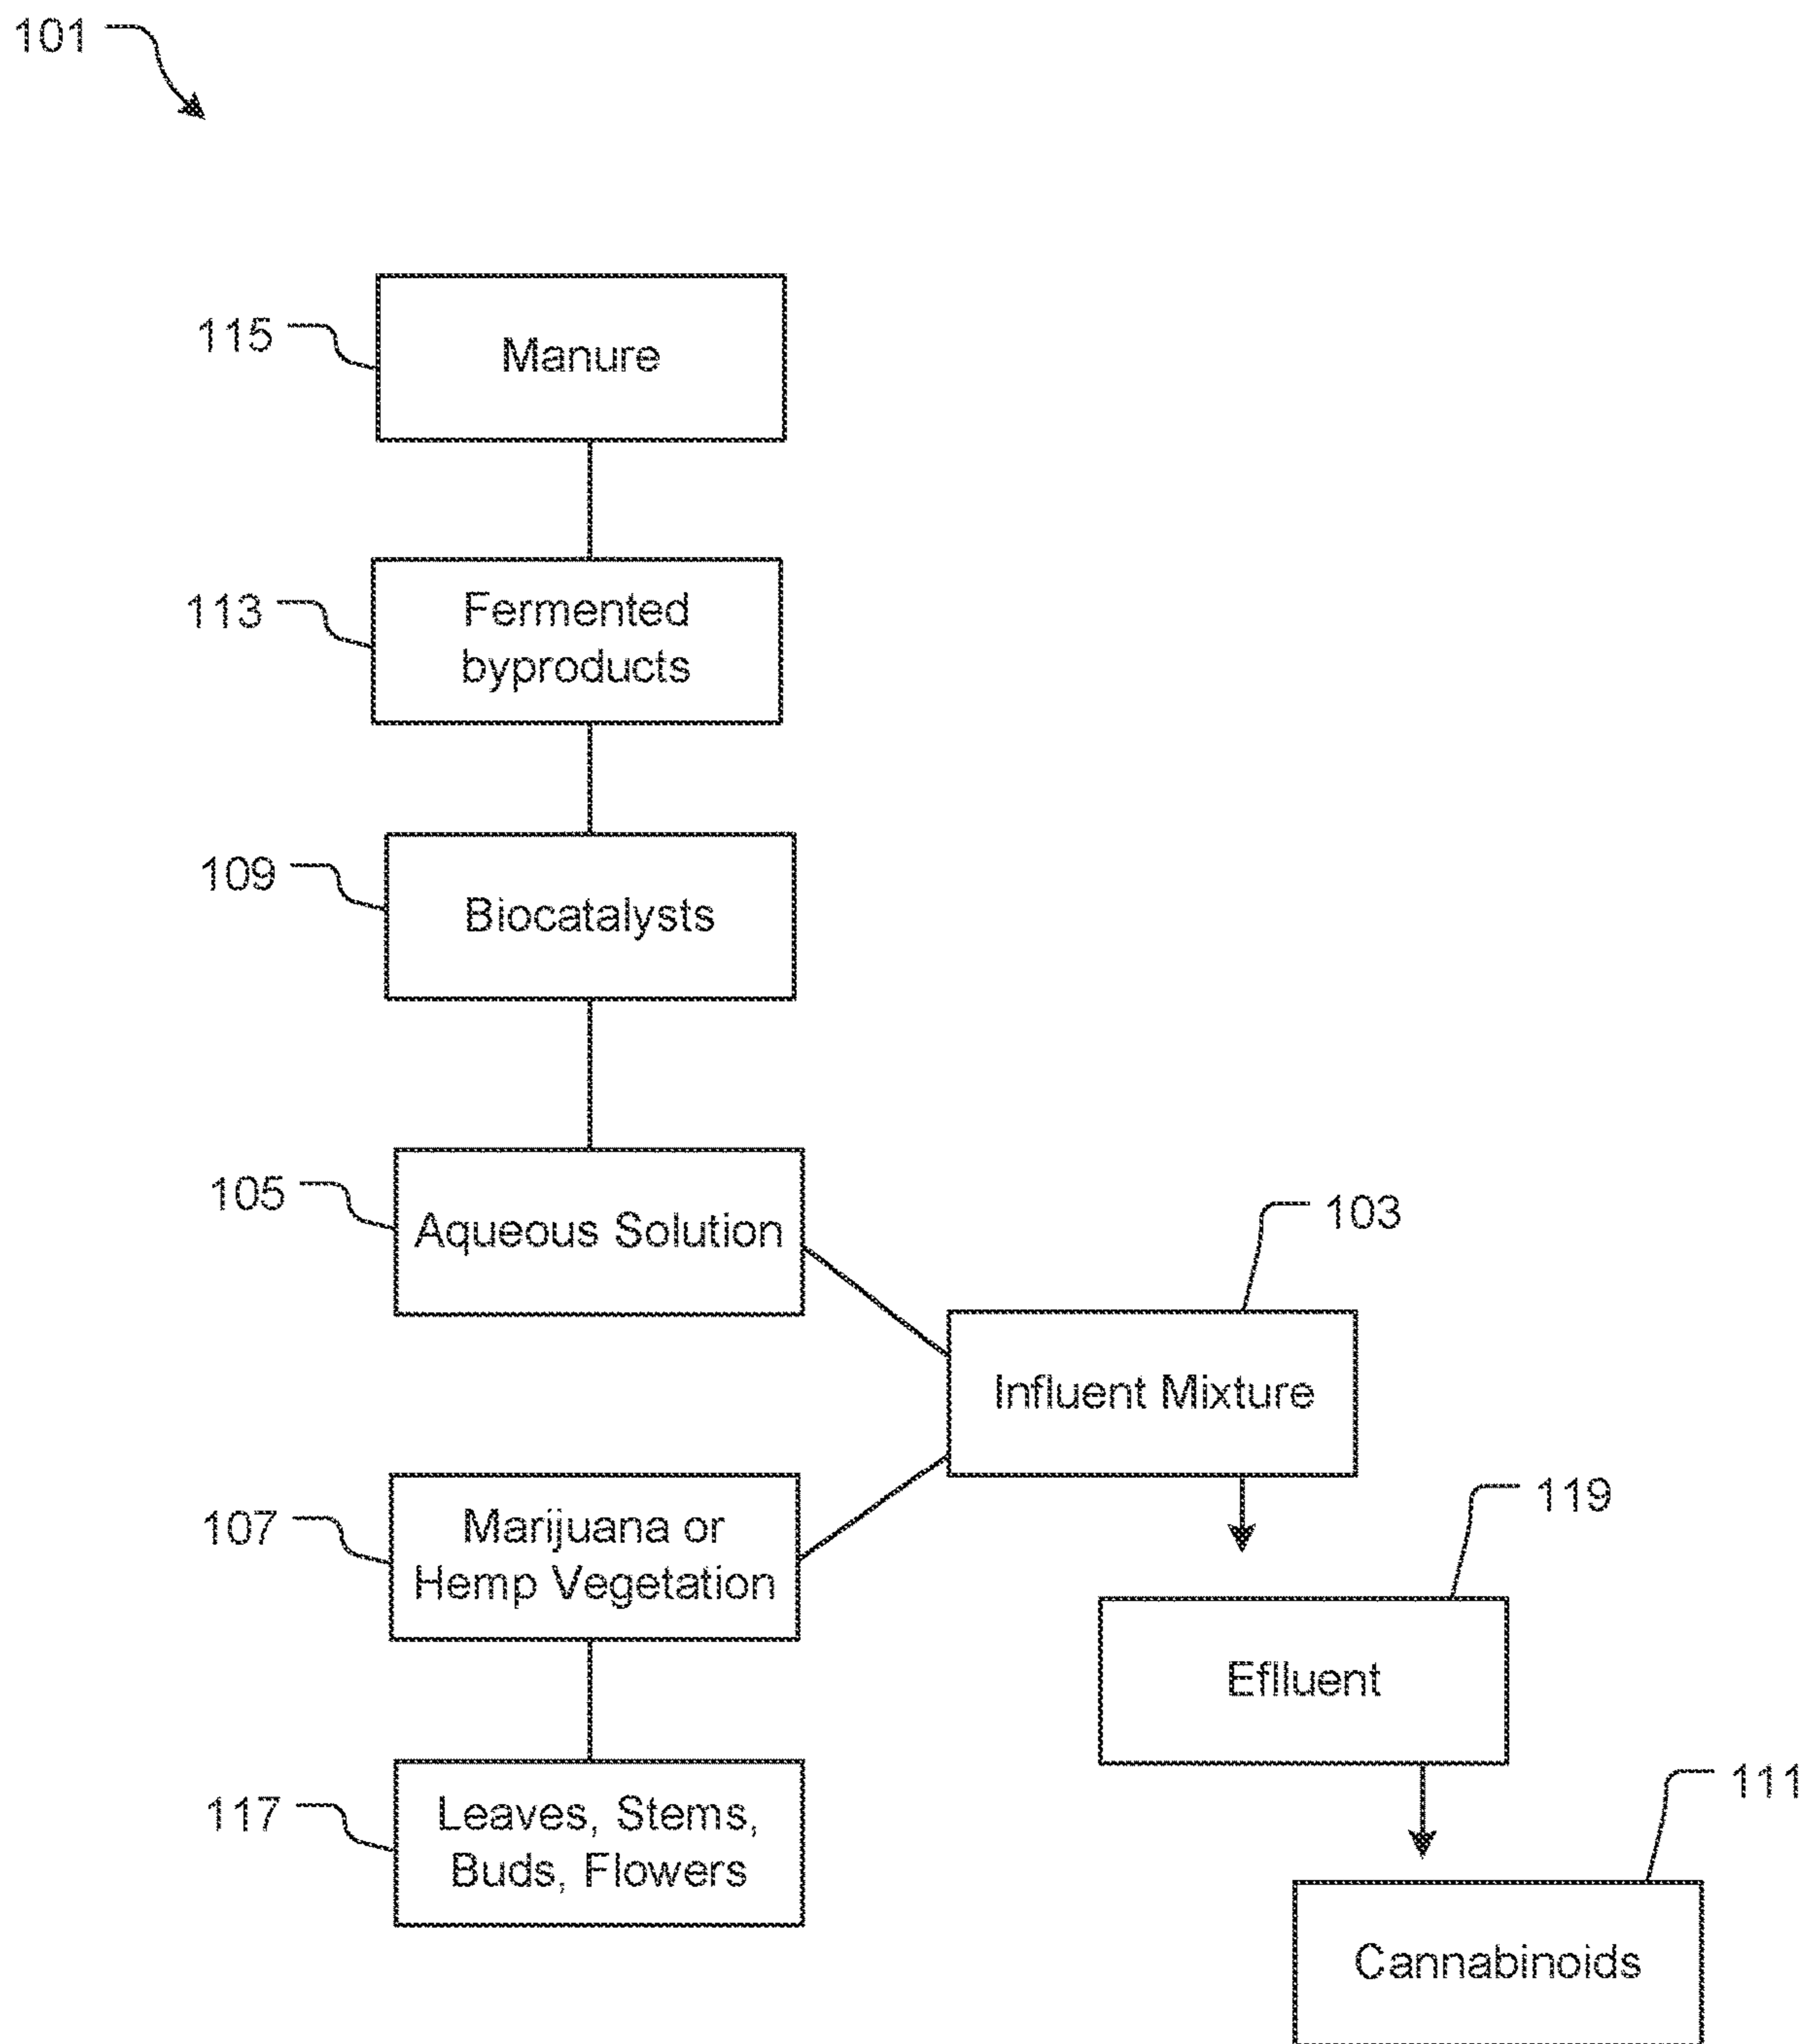 101
115
Manure
113
Fermented
byproducts
109
Biocatalysts
105
Aqueous Solution
103
Influent Mixture
107
Marijuana or
Hemp Vegetation
119
Eflluent
117
Leaves, Stems,
Buds, Flowers
111
Cannabinoids